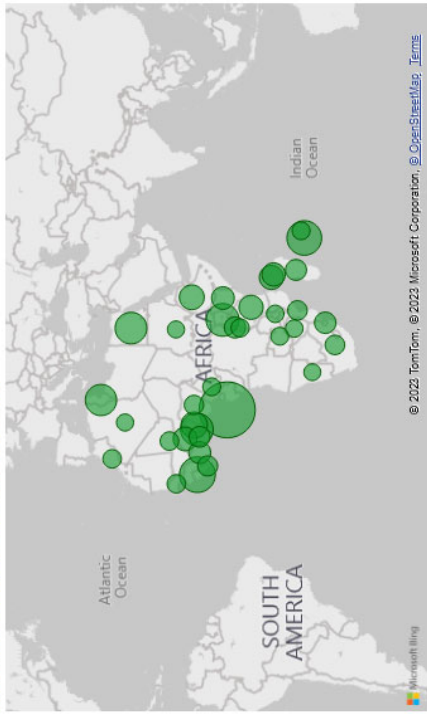 Atlantic
Ocean
AFRICA
Indian
Ocean
SOUTH
AMERICA
Microsoft Bing
© 2023 TomTom, © 2023 Microsoft Corporation, © OpenStreetMap Terms